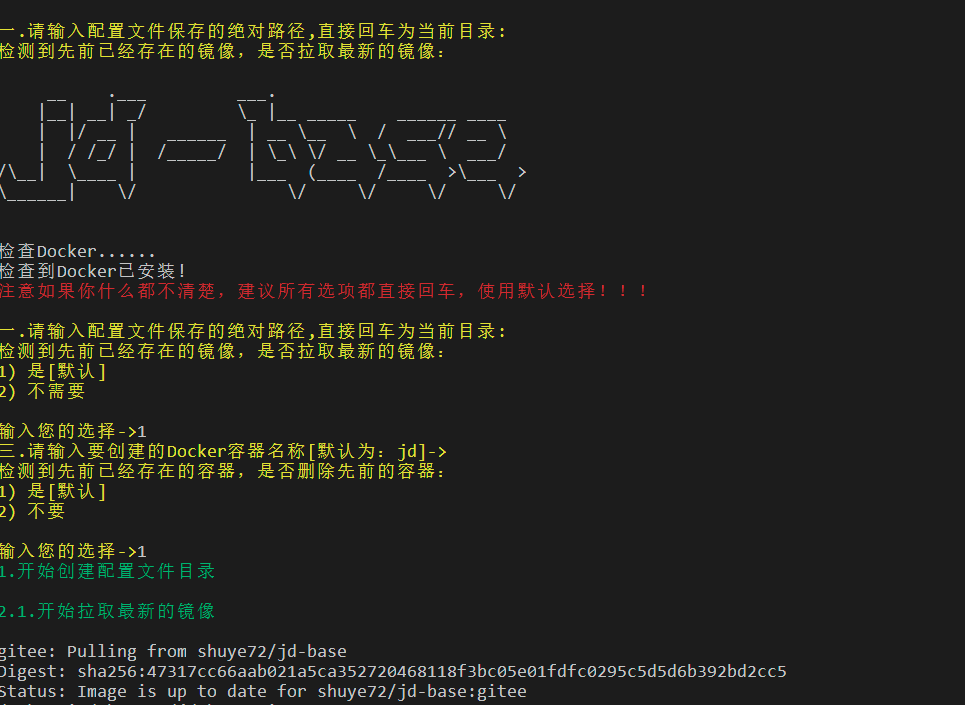 一.请输入配置文件保存的绝对路径,直接回车为当前目录:
检测到先前已经存在的镜像，是否拉取最新的镜像：
检查Docker......
检查到Docker已安装!
注意如果你什么都不清楚，建议所有选项都直接回车，使用默认选择！！！
一.请输入配置文件保存的绝对路径,直接回车为当前目录:
检测到先前已经存在的镜像，是否拉取最新的镜像：
1) 是[默认]
2) 不需要
输入您的选择->1
三.请输入要创建的Docker容器名称[默认为：jd]->
检测到先前已经存在的容器，是否删除先前的容器：
1) 是[默认]
2) 不要
输入您的选择->1
1.开始创建配置文件目录
2.1.开始拉取最新的镜像
gitee: Pulling from shuye72/jd-base
Digest: sha256:47317cc66aab021a5ca352720468118f3bc05e01fdfc0295c5d5d6b392bd2cc5
Status: Image is up to date for shuye72/jd-base:gitee